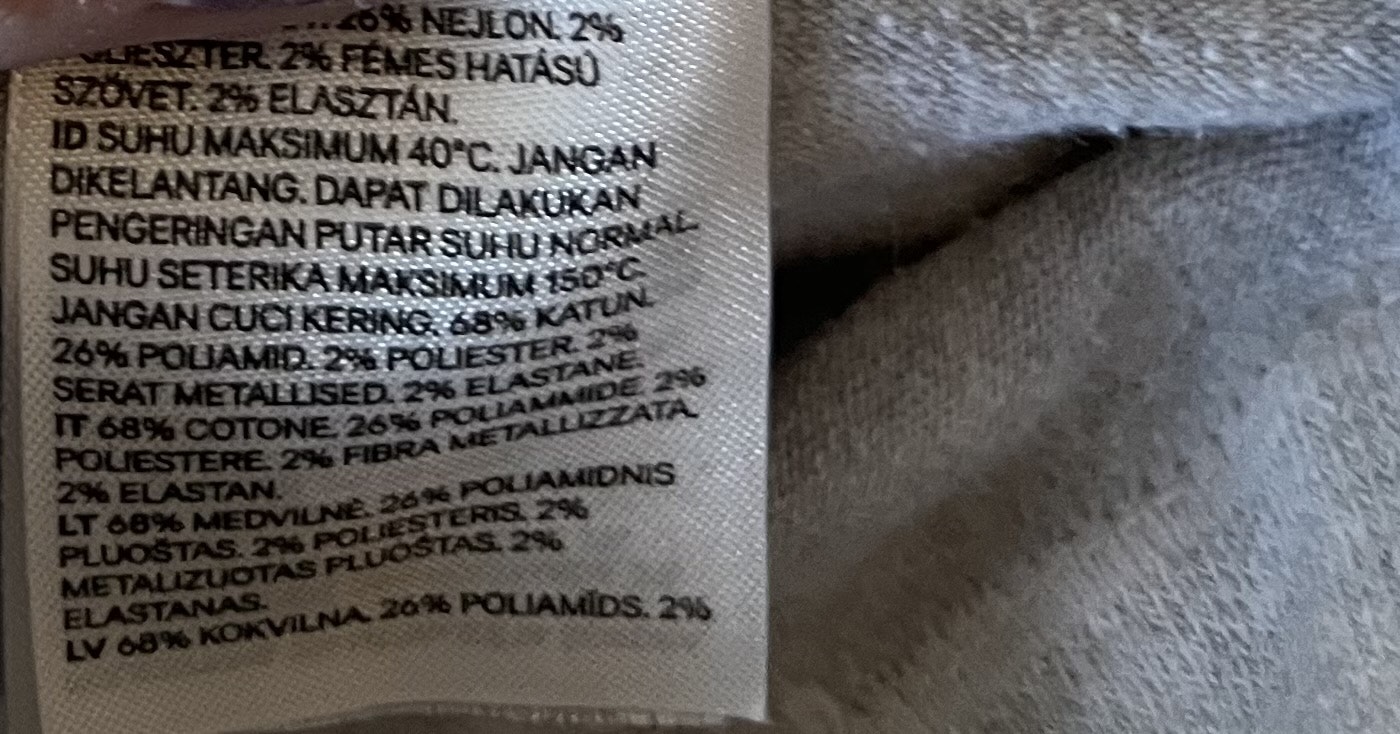 26% NEJLON. 2%
2% FÉMES HATÁSÚ
SZÖVET. 2% ELASZTÁN.
ID SUHU MAKSIMUM 40°C. JANGAN
DIKELANTANG. DAPAT DILAKUKAN
PENGERINGAN PUTAR SUHU NORMAL
SUHU SETERIKA MAKSIMUM 150°C.
JANGAN CUCI KERING. 68% KATUN.
26% POLIAMID. 2% POLIESTER. 2%
SERAT METALLISED. 2% ELASTANE.
IT 68% COTONE. 26% POLIAMMIDE. 2%
POLIESTERE. 2% FIBRA METALLIZZATA.
2% ELASTAN.
LT 68% MEDVILNĖ. 26% POLIAMIDNIS
PLUOŠTAS. 2% POLIESTERIS. 2%
METALIZUOTAS PLUOŠTAS. 2%
ELASTANAS.
LV 68% KOKVILNA. 26% POLIAMĪDS. 2%